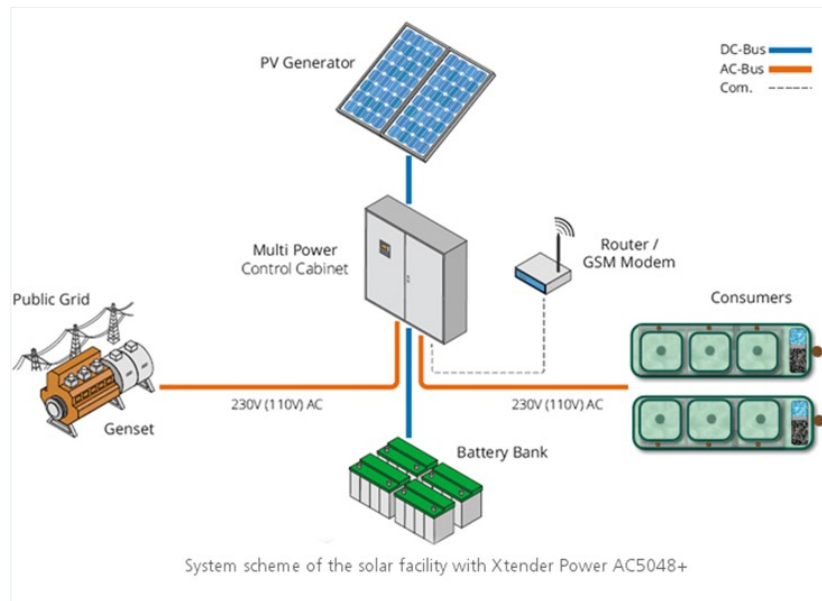 PV Generator
DC-Bus
AC-Bus
Com.
Multi Power
Control Cabinet
Router /
GSM Modem
Public Grid
Consumers
230V (110V) AC
230V (110V) AC
Genset
Battery Bank
System scheme of the solar facility with Xtender Power AC5048+